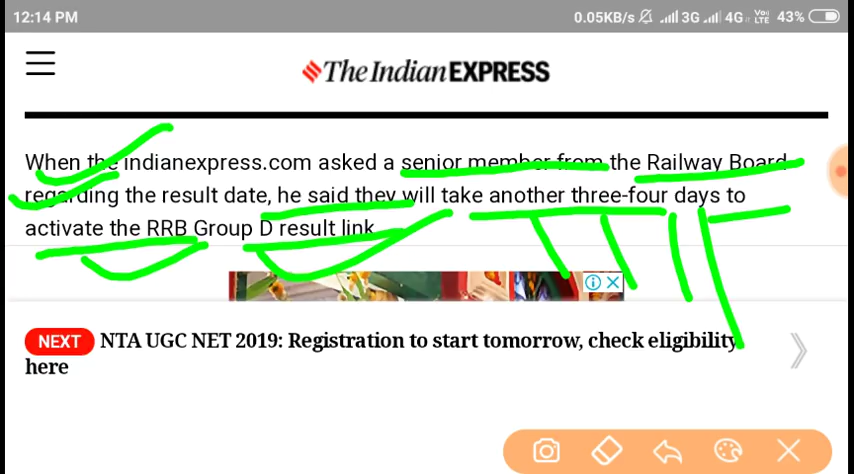 12:14 PM
0.05KB/s 3G 4G Vo) LTE 43%
The Indian EXPRESS
When the indianexpress.com asked a senior member from the Railway Board
regarding the result date, he said they will take another three-four days to
activate the RRB Group D result link.
NEXT NTA UGC NET 2019: Registration to start tomorrow, check eligibility
here